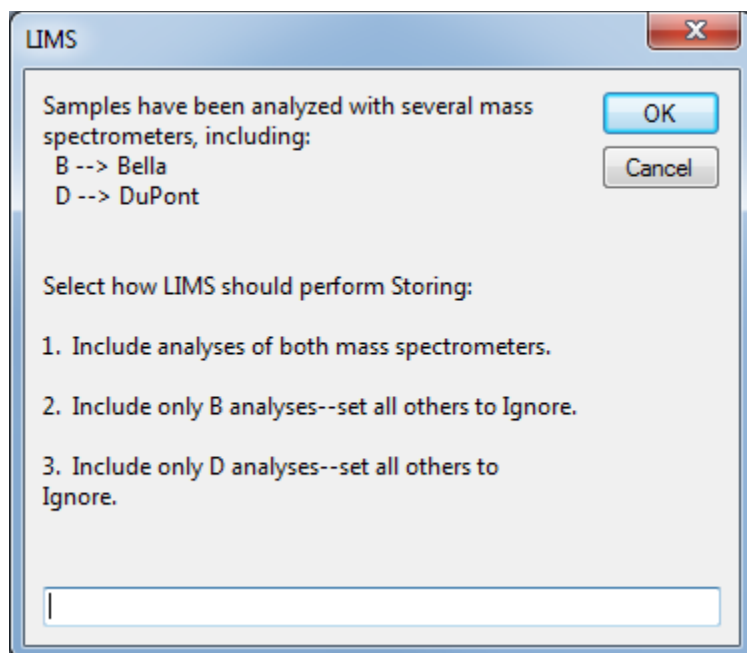 LIMS
Samples have been analyzed with several mass
spectrometers, including:
B --> Bella
D --> DuPont
OK
Cancel
Select how LIMS should perform Storing:
1.  Include analyses of both mass spectrometers.
2.  Include only B analyses--set all others to Ignore.
3.  Include only D analyses--set all others to
Ignore.